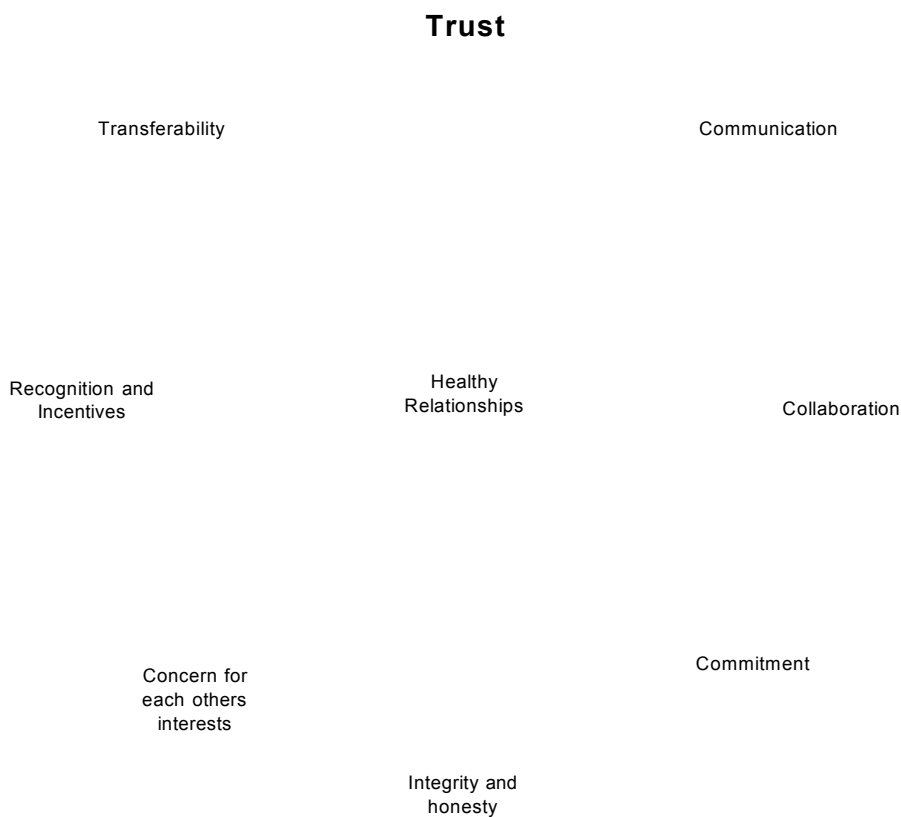 Trust
Transferability
Communication
Recognition and
Incentives
Healthy
Relationships
Collaboration
Concern for
each others
interests
Commitment
Integrity and
honesty